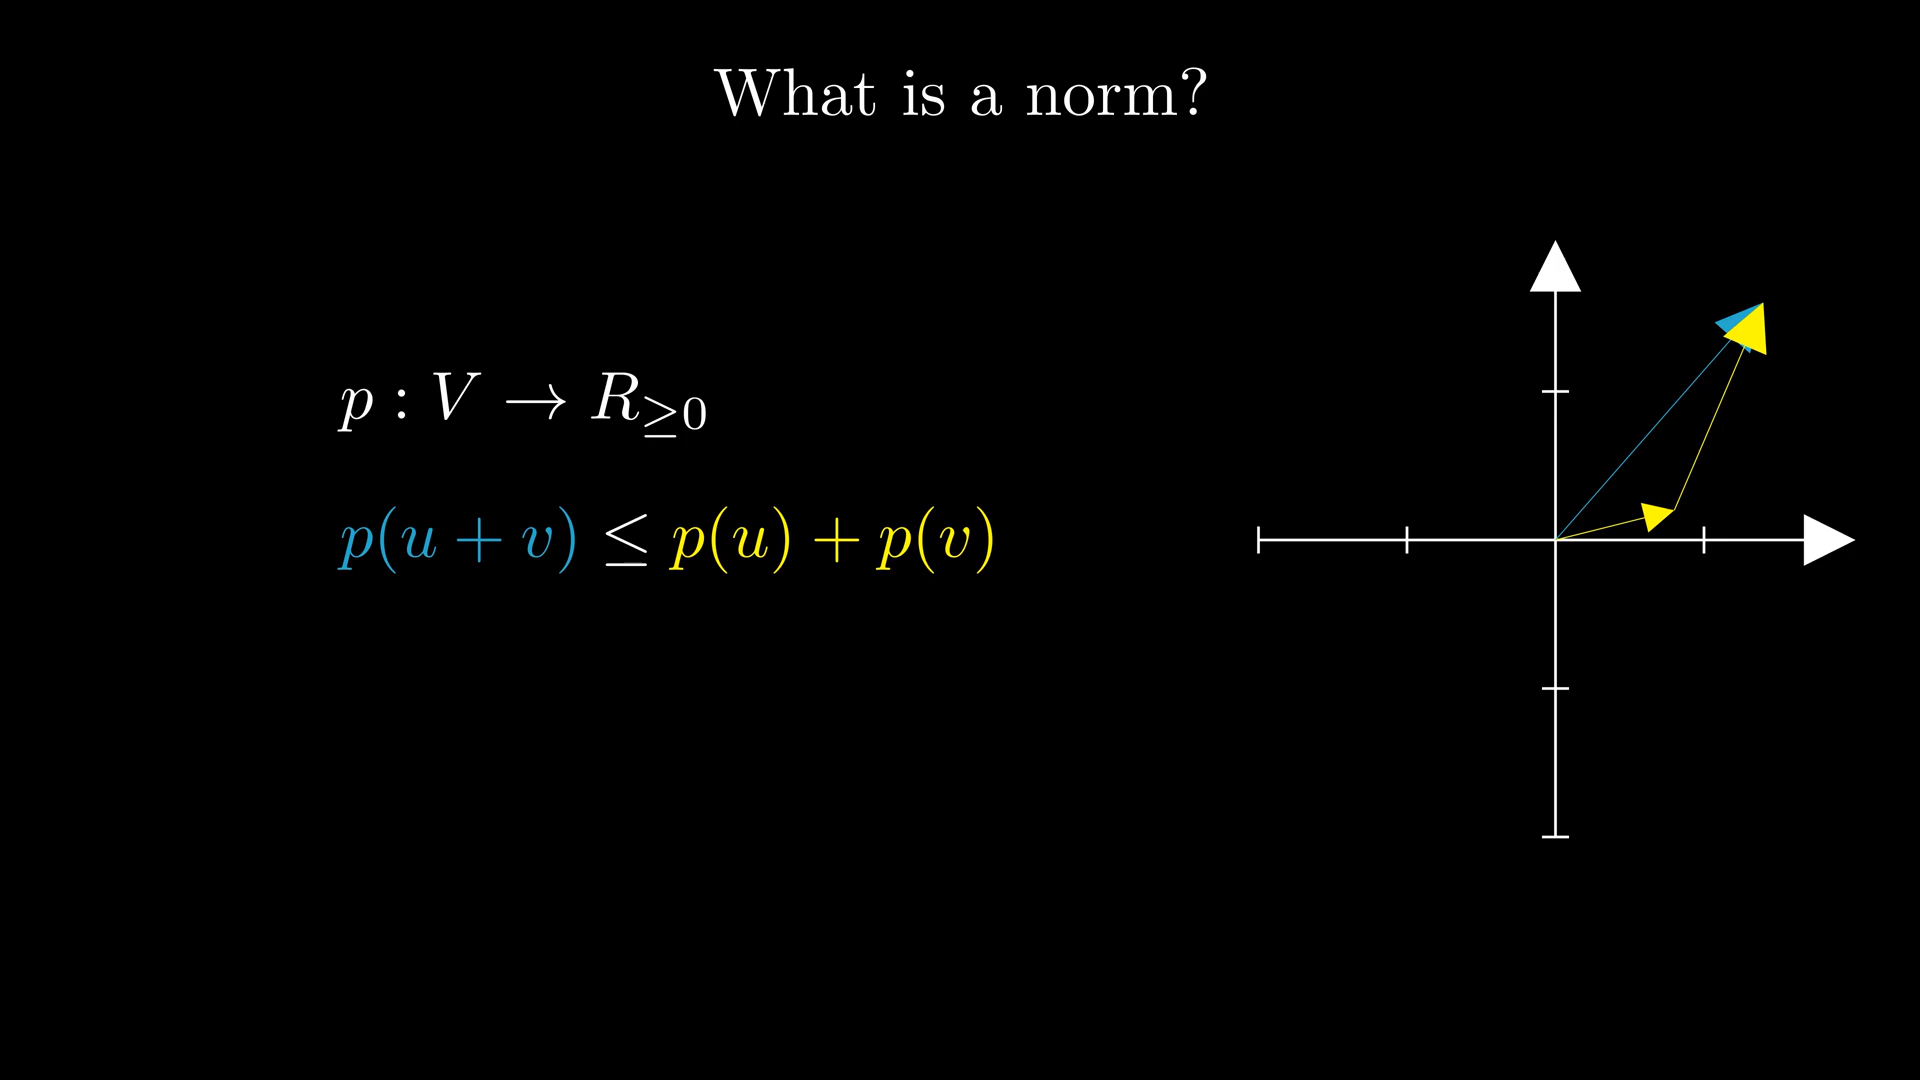 What is a norm?
p : V → R≥0
p(u + v) ≤ p(u) + p(v)